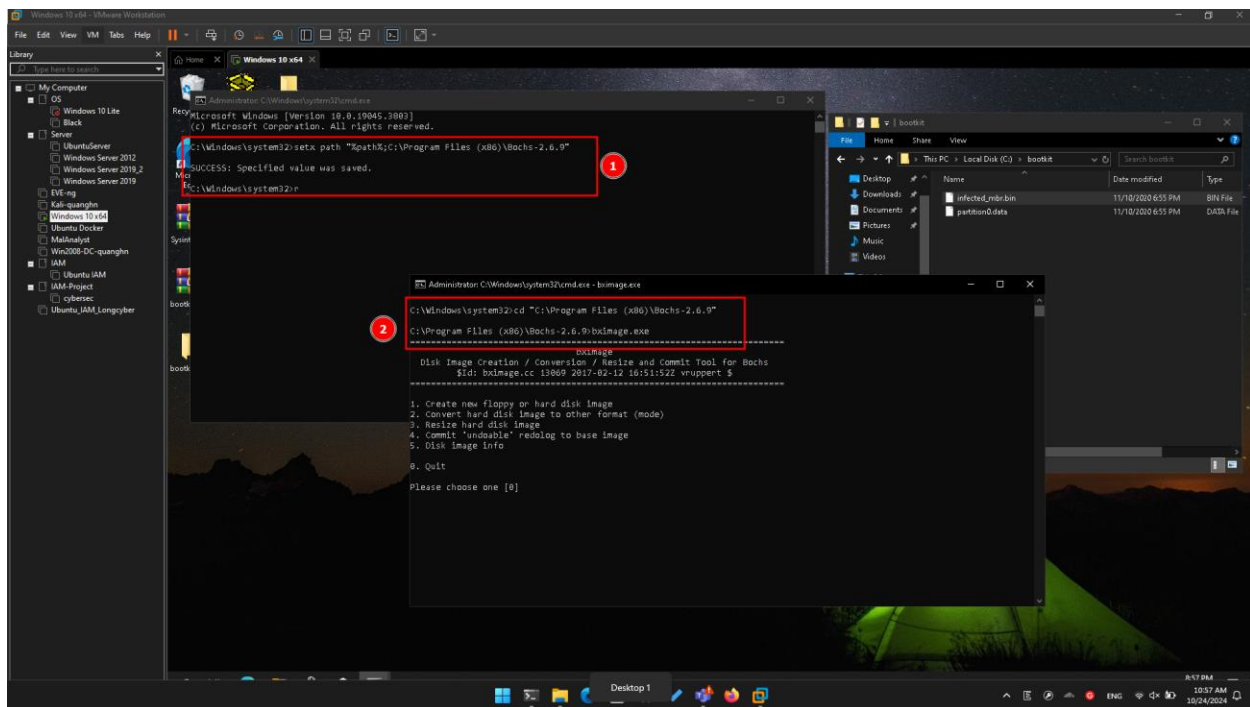 Windows 10 x64 - VMware Workstation
File Edit View VM Tabs Help
Library
Type here to search
My Computer
OS
Windows 10 Lite
Black
Server
UbuntuServer
Windows Server 2012
Windows Server 2019_2
Windows Server 2019
EVE-ng
Kali-quanghn
Windows 10 x64
Ubuntu Docker
MalAnalyst
Win2008-DC-quanghn
IAM
Ubuntu IAM
IAM-Project
cybersec
Ubuntu_IAM_Longcyber
Home
Windows 10 x64
Administrator: C:\Windows\system32\cmd.exe
Microsoft Windows [Version 10.0.19045.3803]
(c) Microsoft Corporation. All rights reserved.
C:\Windows\system32>setx path "%path%;C:\Program Files (x86)\Bochs-2.6.9"
SUCCESS: Specified value was saved.
C:\Windows\system32>r
1
bootkit
File Home Share View
This PC > Local Disk (C:) > bootkit
Search bootkit
Name Date modified Type
Desktop
Downloads
Documents
Pictures
Music
Videos
infected_mbr.bin 11/10/2020 6:55 PM BIN File
partition0.data 11/10/2020 6:55 PM DATA File
Administrator: C:\Windows\system32\cmd.exe - bximage.exe
C:\Windows\system32>cd "C:\Program Files (x86)\Bochs-2.6.9"
C:\Program Files (x86)\Bochs-2.6.9>bximage.exe
2
========================================================================
bximage
Disk Image Creation / Conversion / Resize and Commit Tool for Bochs
$Id: bximage.cc 13069 2017-02-12 16:51:52Z vruppert $
========================================================================
1. Create new floppy or hard disk image
2. Convert hard disk image to other format (mode)
3. Resize hard disk image
4. Commit 'undoable' redolog to base image
5. Disk image info
0. Quit
Please choose one [0]
Desktop 1
8:57 PM
ENG
10:57 AM
10/24/2024